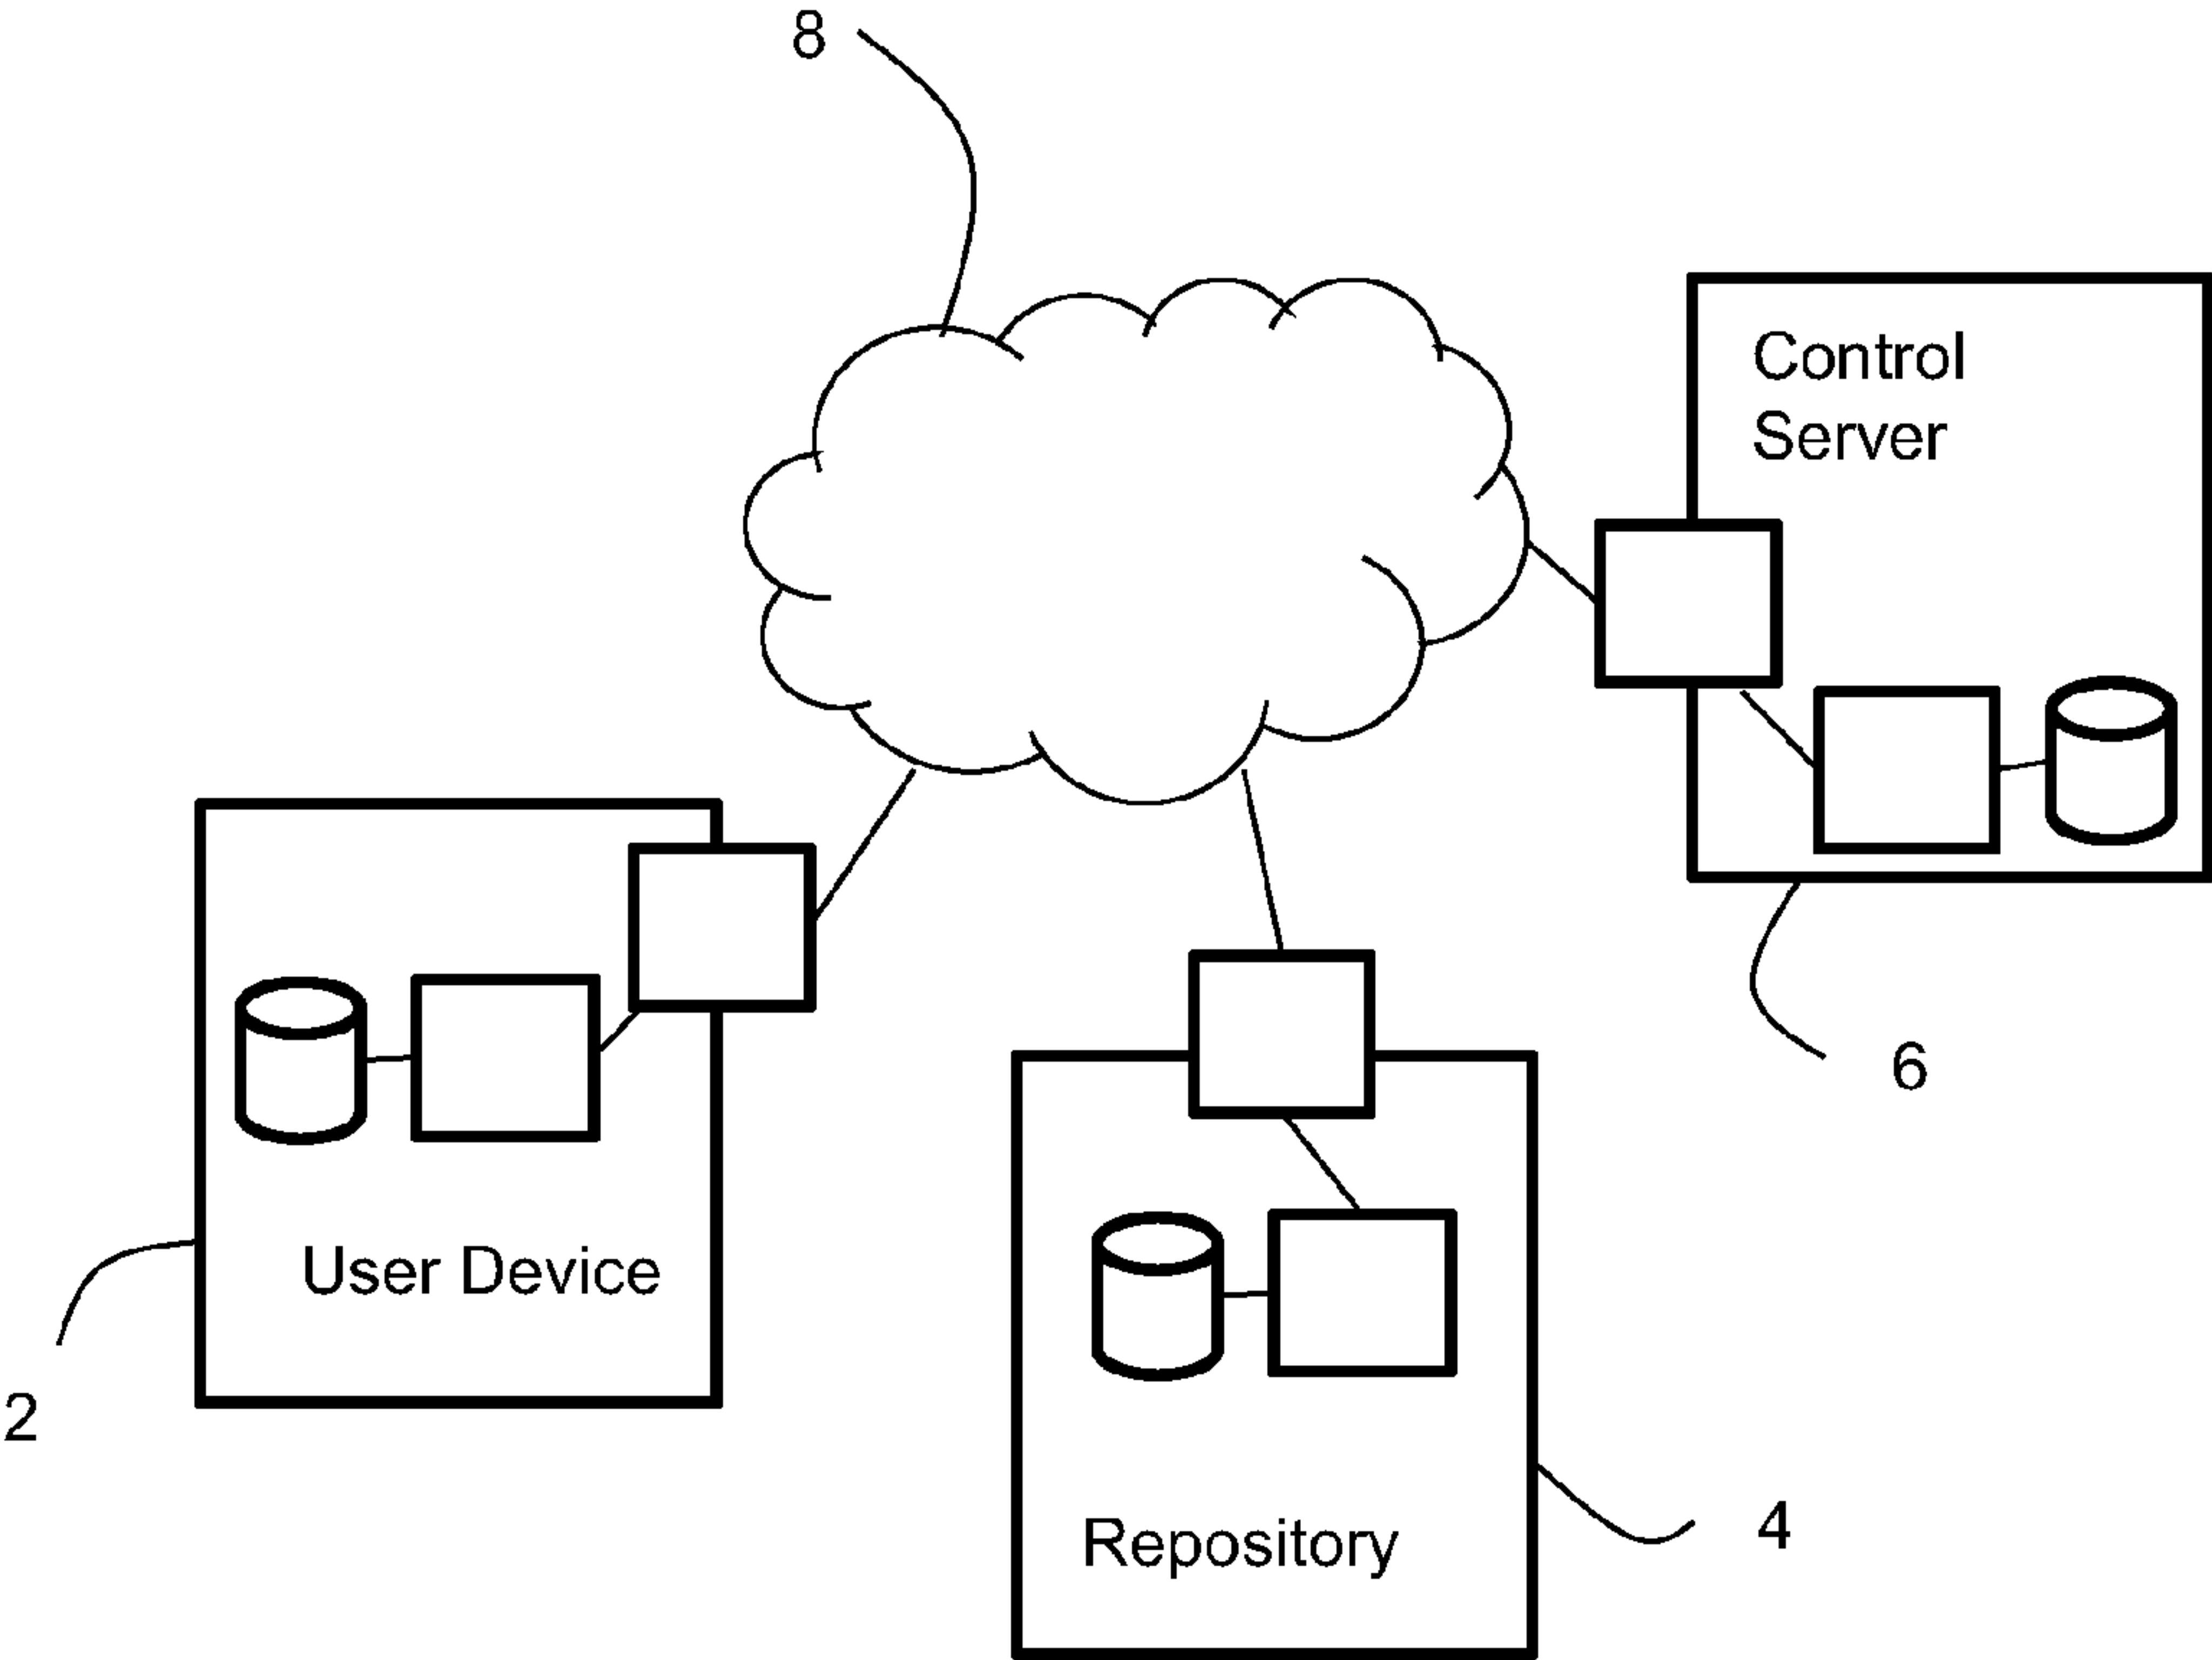 8
Control
Server
6
User Device
2
Repository
4